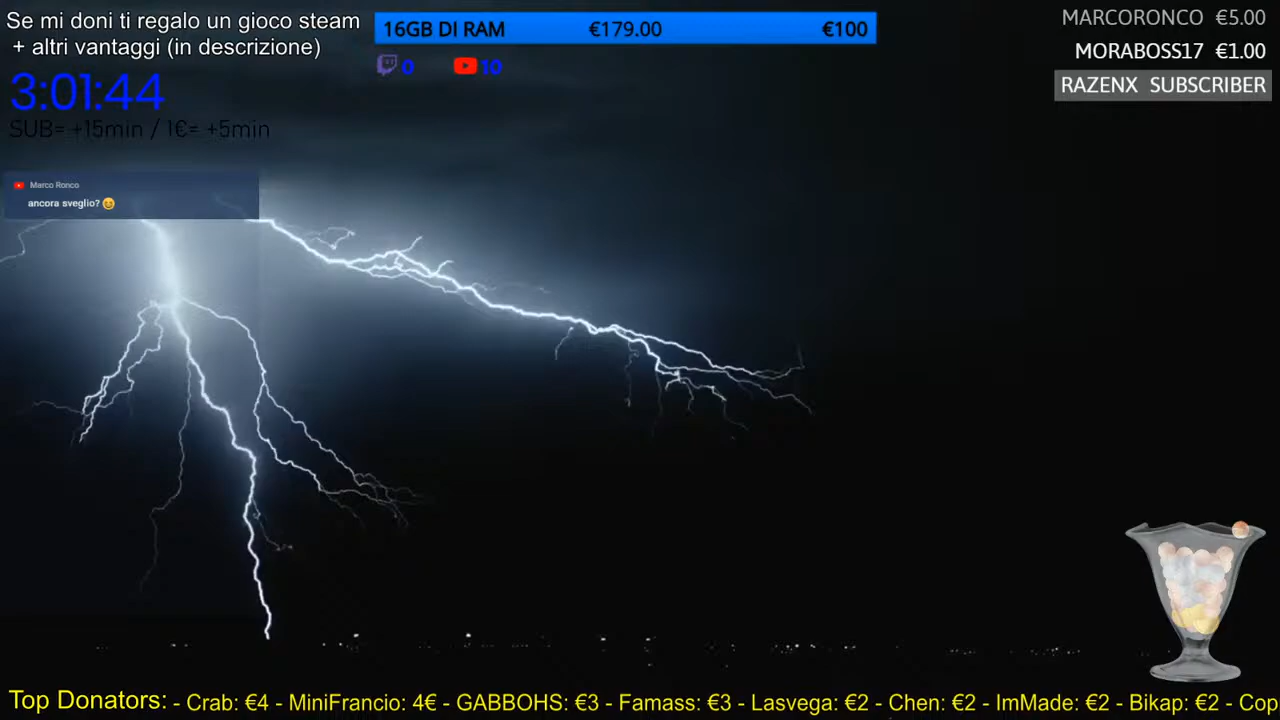 Se mi doni ti regalo un gioco steam
+ altri vantaggi (in descrizione)
3:01:44
SUB= +15min / 1€= +5min
16GB DI RAM €179.00 €100
0 10
MARCORONCO €5.00
MORABOSS17 €1.00
RAZENX SUBSCRIBER
Marco Ronco
ancora sveglio? 😊
Top Donators: - Crab: €4 - MiniFrancio: 4€ - GABBOHS: €3 - Famass: €3 - Lasvega: €2 - Chen: €2 - ImMade: €2 - Bikap: €2 - Cop